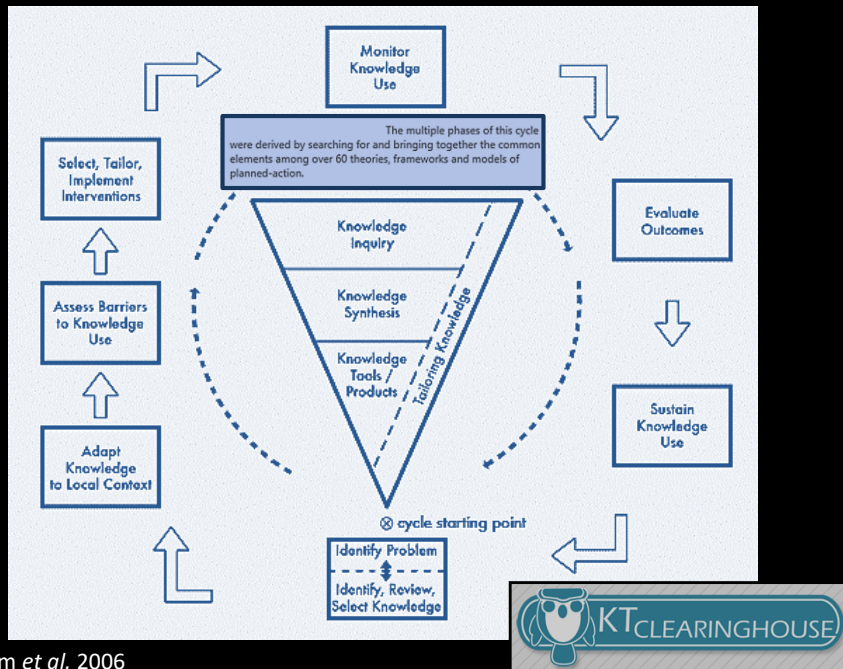 Monitor
Knowledge
Use
The multiple phases of this cycle
were derived by searching for and bringing together the common
elements among over 60 theories, frameworks and models of
planned-action.
Select, Tailor,
Implement
Interventions
Knowledge
Inquiry
Evaluate
Outcomes
Assess Barriers
to Knowledge
Use
Knowledge
Synthesis
Tailoring Knowledge
Knowledge
Tools/
Products
Sustain
Knowledge
Use
Adapt
Knowledge
to Local Context
⊗ cycle starting point
Identify Problem
Identify, Review,
Select Knowledge
KT CLEARINGHOUSE
et al. 2006